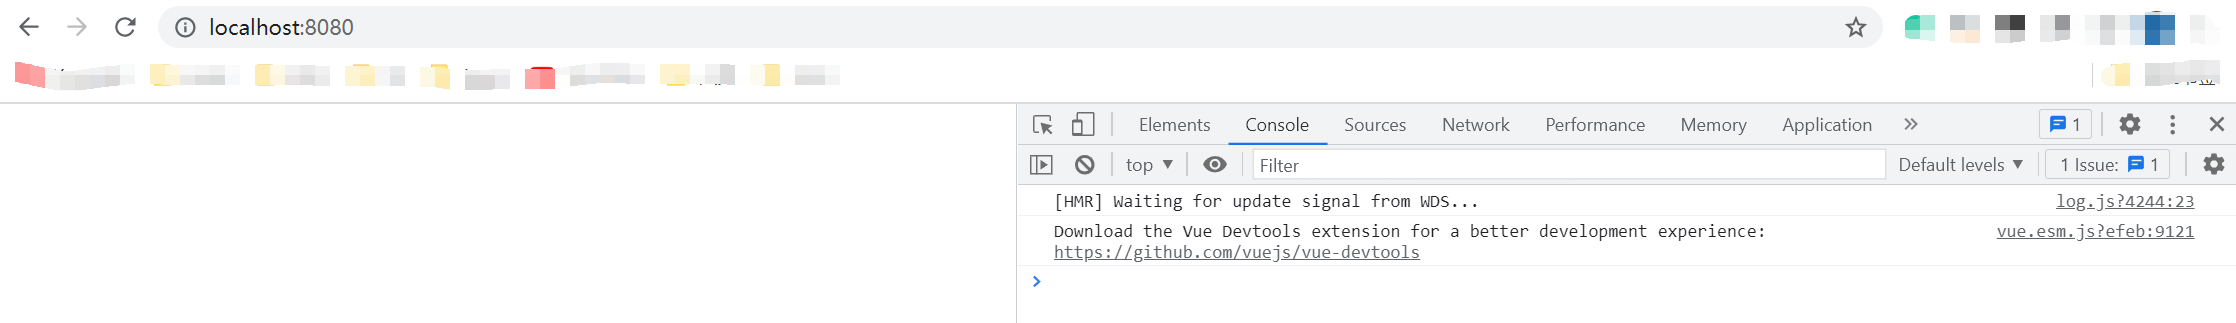 localhost:8080
Elements Console Sources Network Performance Memory Application 1
top Filter Default levels 1 Issue: 1
[HMR] Waiting for update signal from WDS... log.js?4244:23
Download the Vue Devtools extension for a better development experience: vue.esm.js?efeb:9121
https://github.com/vuejs/vue-devtools